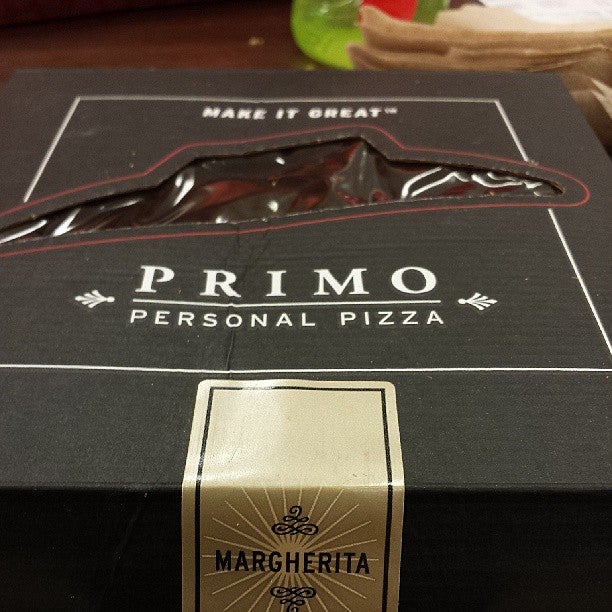 MAKE IT GREAT™
PRIMO
PERSONAL PIZZA
MARGHERITA